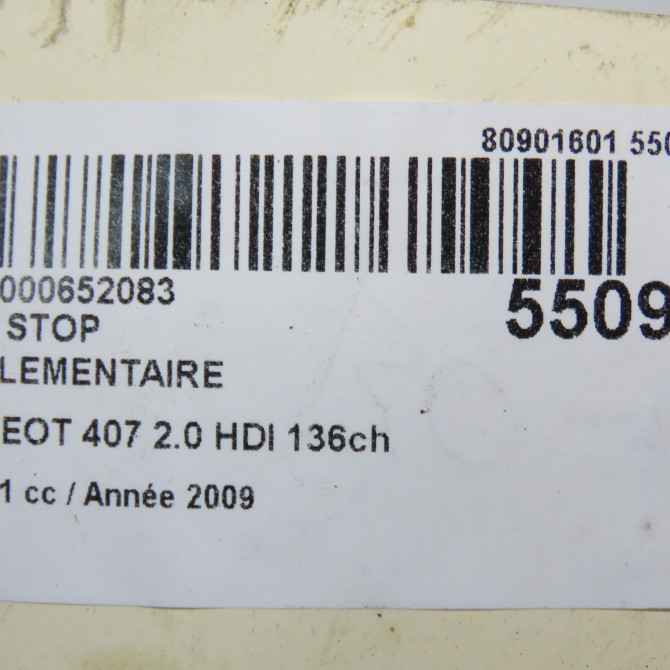 80901601 550
000652083
5509
STOP
LEMENTAIRE
EOT 407 2.0 HDI 136ch
1 cc / Année 2009